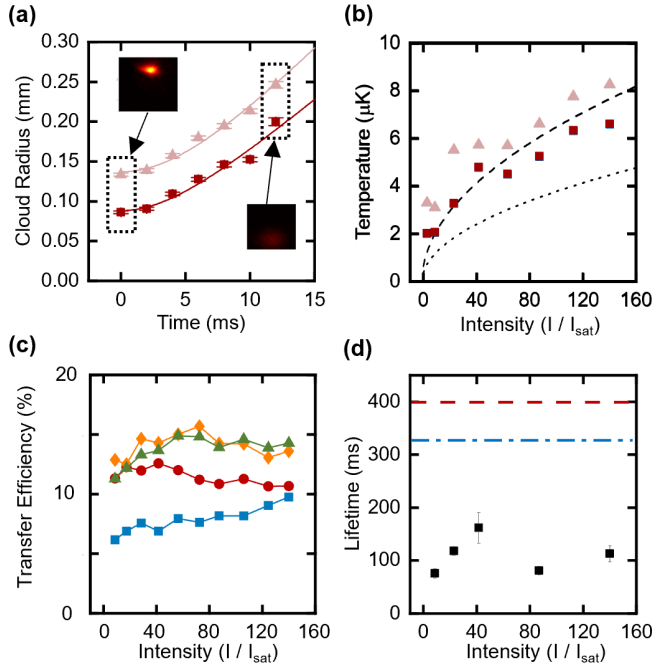 (a)
0.30
0.25
0.20
0.15
0.10
0.05
0.00
Cloud Radius (mm)
0 5 10 15
Time (ms)
(b)
10
8
6
4
2
0
Temperature (μK)
0 40 80 120 160
Intensity (I / Isat)
(c)
20
10
0
Transfer Efficiency (%)
0 40 80 120 160
Intensity (I / Isat)
(d)
400
300
200
100
0
Lifetime (ms)
0 40 80 120 160
Intensity (I / Isat)